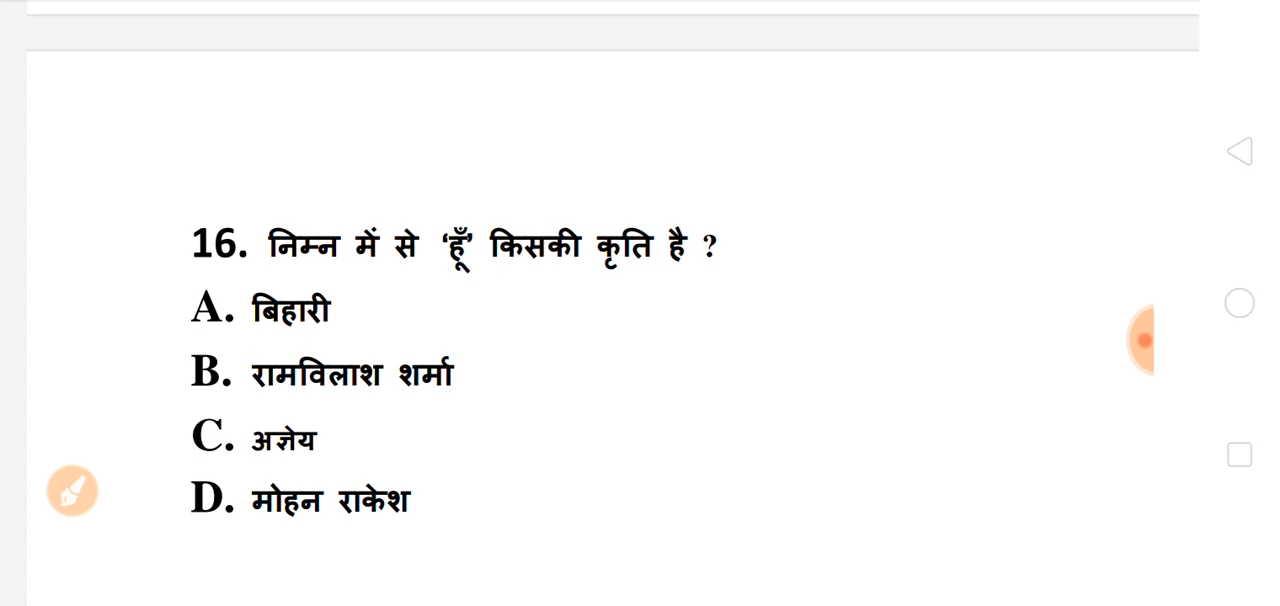 16. निम्न में से ‘हूँ’ किसकी कृति है ?
A. बिहारी
B. रामविलाश शर्मा
C. अज्ञेय
D. मोहन राकेश